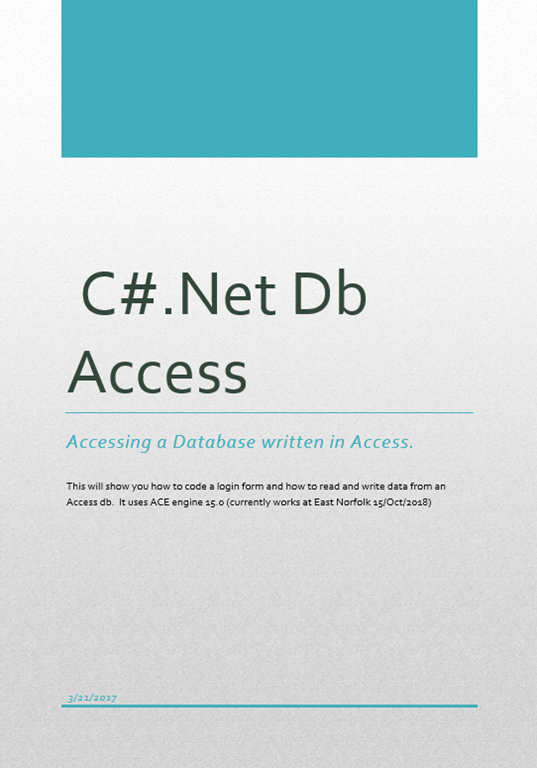 C#.Net Db
Access
Accessing a Database written in Access.
This will show you how to code a login form and how to read and write data from an
Access db.  It uses ACE engine 15.0 (currently works at East Norfolk 15/Oct/2018)
3/21/2017